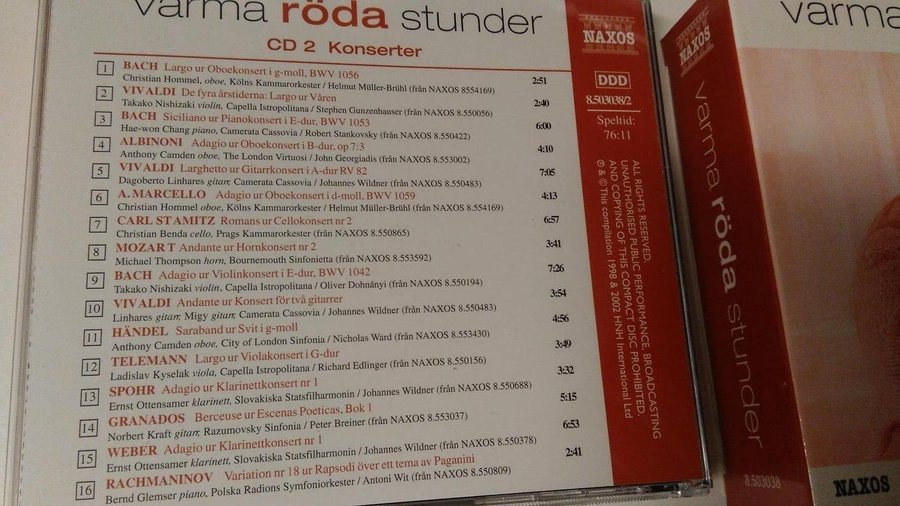 varma röda stunder
CD 2 Konserter
1 BACH Largo ur Oboekonsert i g-moll, BWV 1056
Christian Hommel, oboe, Kölns Kammarorkester / Helmut Müller-Brühl (från NAXOS 8554169) 2:51
2 VIVALDI De fyra årstiderna: Largo ur Våren
Takako Nishizaki violin, Capella Istropolitana / Stephen Gunzenhauser (från NAXOS 8.550056) 2:40
3 BACH Siciliano ur Pianokonsert i E-dur, BWV 1053
Hae-won Chang piano, Camerata Cassovia / Robert Stankovsky (från NAXOS 8.550422) 6:00
4 ALBINONI Adagio ur Oboekonsert i B-dur, op 7:3
Anthony Camden oboe, The London Virtuosi / John Georgiadis (från NAXOS 8.553002) 4:10
5 VIVALDI Larghetto ur Gitarrkonsert i A-dur RV 82
Dagoberto Linhares gitarr, Camerata Cassovia / Johannes Wildner (från NAXOS 8.550483) 7:05
6 A. MARCELLO Adagio ur Oboekonsert i d-moll, BWV 1059
Christian Hommel oboe, Kölns Kammarorkester / Helmut Müller-Brühl (från NAXOS 8.554169) 4:13
7 CARL STAMITZ Romans ur Cellokonsert nr 2
Christian Benda cello, Prags Kammarorkester (från NAXOS 8.550865) 6:57
8 MOZART Andante ur Hornkonsert nr 2
Michael Thompson horn, Bournemouth Sinfonietta (från NAXOS 8.553592) 3:41
9 BACH Adagio ur Violinkonsert i E-dur, BWV 1042
Takako Nishizaki violin, Capella Istropolitana / Oliver Dohnányi (från NAXOS 8.550194) 7:26
10 VIVALDI Andante ur Konsert för två gitarrer
Linhares gitarr, Migy gitarr, Camerata Cassovia / Johannes Wildner (från NAXOS 8.550483) 3:54
11 HÄNDEL Saraband ur Svit i g-moll
Anthony Camden oboe, City of London Sinfonia / Nicholas Ward (från NAXOS 8.553430) 4:56
12 TELEMANN Largo ur Violakonsert i G-dur
Ladislav Kyselak viola, Capella Istropolitana / Richard Edlinger (från NAXOS 8.550156) 3:49
13 SPOHR Adagio ur Klarinettkonsert nr 1
Ernst Ottensamer klarinett, Slovakiska Statsfilharmonin / Johannes Wildner (från NAXOS 8.550688) 3:32
14 GRANADOS Berceuse ur Escenas Poeticas, Bok 1
Norbert Kraft gitarr, Razumovsky Sinfonia / Peter Breiner (från NAXOS 8.553037) 5:15
15 WEBER Adagio ur Klarinettkonsert nr 1
Ernst Ottensamer klarinett, Slovakiska Statsfilharmonin / Johannes Wildner (från NAXOS 8.550378) 6:53
16 RACHMANINOV Variation nr 18 ur Rapsodi över ett tema av Paganini
Bernd Glemser piano, Polska Radions Symfoniorkester / Antoni Wit (från NAXOS 8.550809) 2:41
NAXOS
DDD
8.503038/2
Speltid:
76:11
ALL RIGHTS RESERVED.
UNAUTHORISED PUBLIC PERFORMANCE, BROADCASTING
AND COPYING OF THIS COMPACT DISC PROHIBITED.
℗ & © This compilation 1998 & 2002 HNH International Ltd
NAXOS
varma röda stunder
8.503038
varma
NAXOS